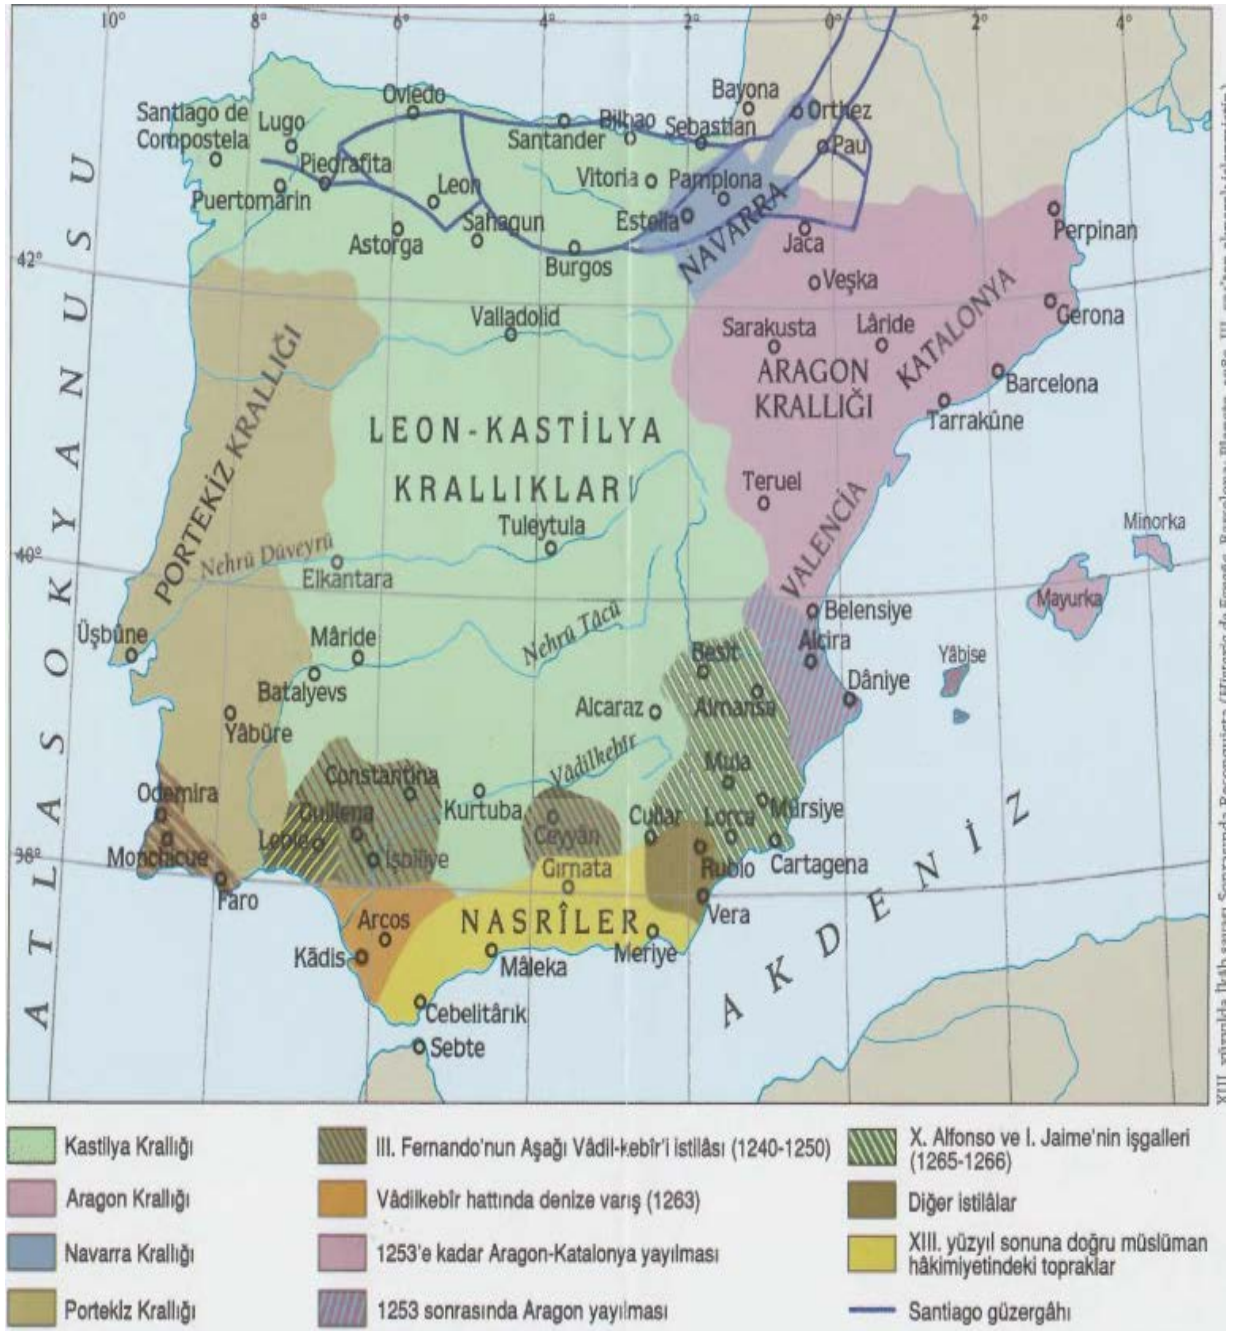 10° 8° 6° 4° 2° 0° 2° 4°
Bayona
Oviedo
Orthez
Santiago de
Compostela
Lugo
Santander
Bilbao
Sebastian
Pau
Piedrafita
Puertomarin
Leon
Vitoria
Pamplona
Sahagun
Estella
NAVARRA
Astorga
Burgos
Jaca
Perpinan
42°
Veşka
Valladolid
Sarakusta
Lâride
KATALONYA
Gerona
ARAGON
KRALLIĞI
Barcelona
Tarrakûne
PORTEKİZ KRALLIĞI
LEON-KASTİLYA
KRALLIKLARI
Teruel
VALENCİA
Tuleytula
Minorka
40°
Nehrü Düveyrü
Elkantara
Mayurka
Belensiye
Üşbûne
Mâride
Nehrü Tâcü
Alcira
Besit
Yâbise
Batalyevs
Dâniye
Yâbüre
Alcaraz
Almansa
Vâdilkebîr
Mula
Odemira
Constantina
Kurtuba
Mürsiye
Guillena
Ceyyân
Cullar
Lorca
Leble
Monchicue
38°
İşbiliye
Gırnata
Rubio
Cartagena
Faro
Vera
Arcos
NASRÎLER
Kādis
Mâleka
Meriye
Cebelitârık
Sebte
ATLAS OKYANUSU
AKDENİZ
Kastilya Krallığı
Aragon Krallığı
Navarra Krallığı
Portekiz Krallığı
III. Fernando'nun Aşağı Vâdil-kebîr'i istilâsı (1240-1250)
Vâdilkebîr hattında denize varış (1263)
1253'e kadar Aragon-Katalonya yayılması
1253 sonrasında Aragon yayılması
X. Alfonso ve I. Jaime'nin işgalleri
(1265-1266)
Diğer istilâlar
XIII. yüzyıl sonuna doğru müslüman
hâkimiyetindeki topraklar
Santiago güzergâhı